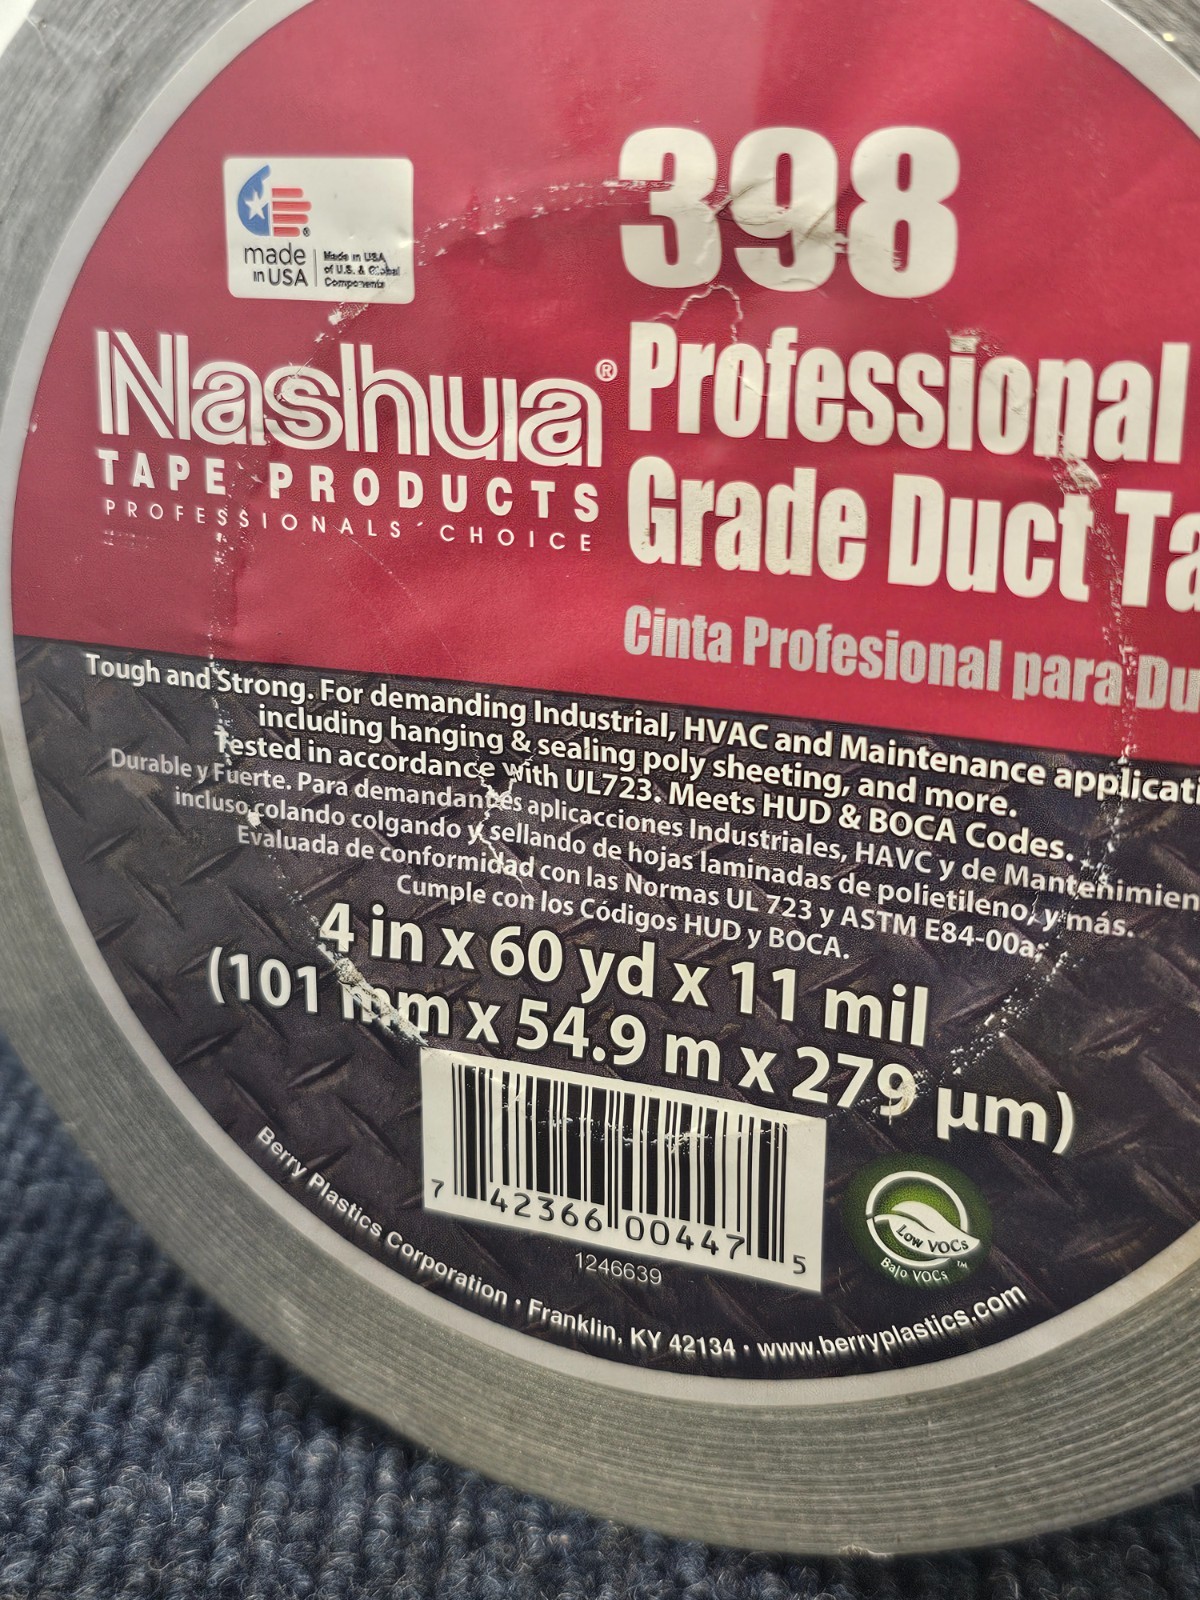 398
made in USA
Made in USA
of U.S. & Global
Components
Nashua®
TAPE PRODUCTS
PROFESSIONALS´ CHOICE
Professional
Grade Duct Ta
Cinta Profesional para Du
Tough and Strong. For demanding Industrial, HVAC and Maintenance applicati
including hanging & sealing poly sheeting, and more.
Tested in accordance with UL723. Meets HUD & BOCA Codes.
Durable y Fuerte. Para demandantes aplicacciones Industriales, HAVC y de Mantenimien
incluso colando colgando y sellando de hojas laminadas de polietileno, y más.
Evaluada de conformidad con las Normas UL 723 y ASTM E84-00a;
Cumple con los Códigos HUD y BOCA.
4 in x 60 yd x 11 mil
(101 mm x 54.9 m x 279 µm)
7 42366 00447 5
1246639
Low VOCs
Bajo VOCs ™
Berry Plastics Corporation • Franklin, KY 42134 • www.berryplastics.com